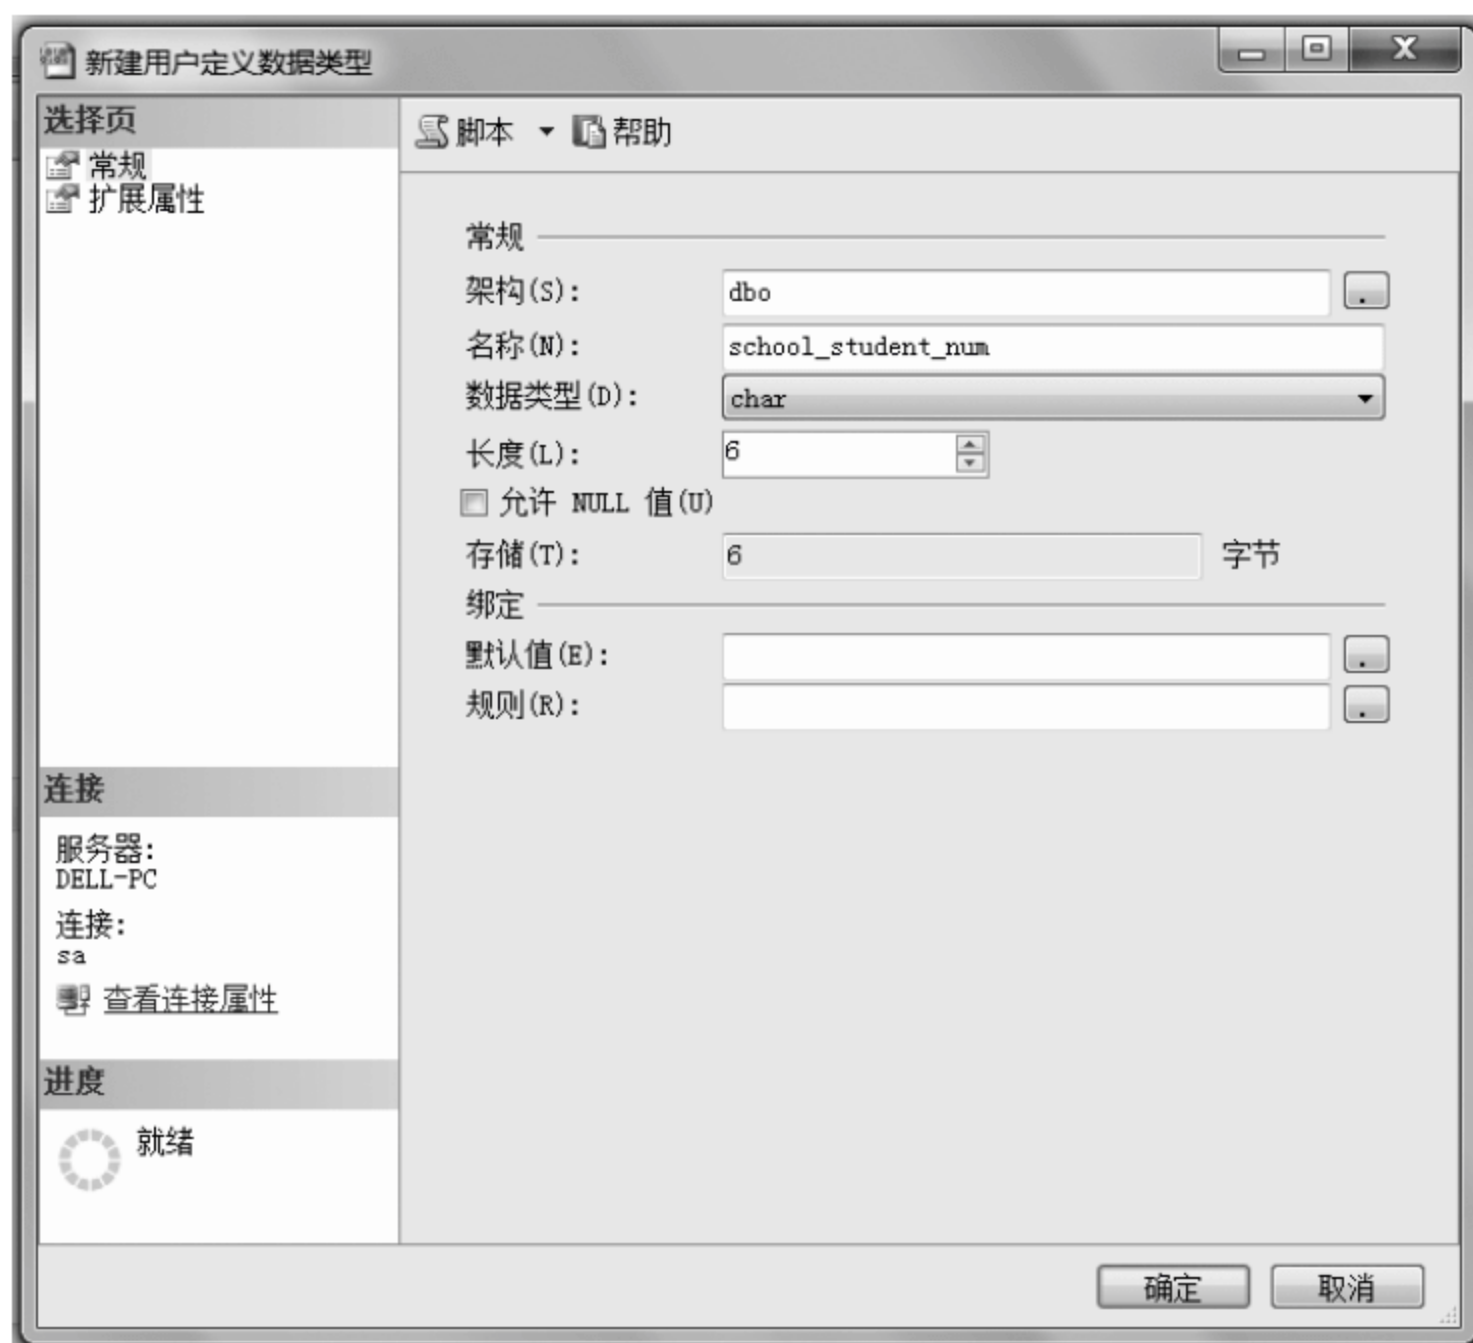 新建用户定义数据类型
选择页
常规
扩展属性
脚本 帮助
常规
架构(S): dbo
名称(N): school_student_num
数据类型(D): char
长度(L): 6
允许 NULL 值(U)
存储(T): 6 字节
绑定
默认值(E):
规则(R):
连接
服务器:
DELL-PC
连接:
sa
查看连接属性
进度
就绪
确定 取消